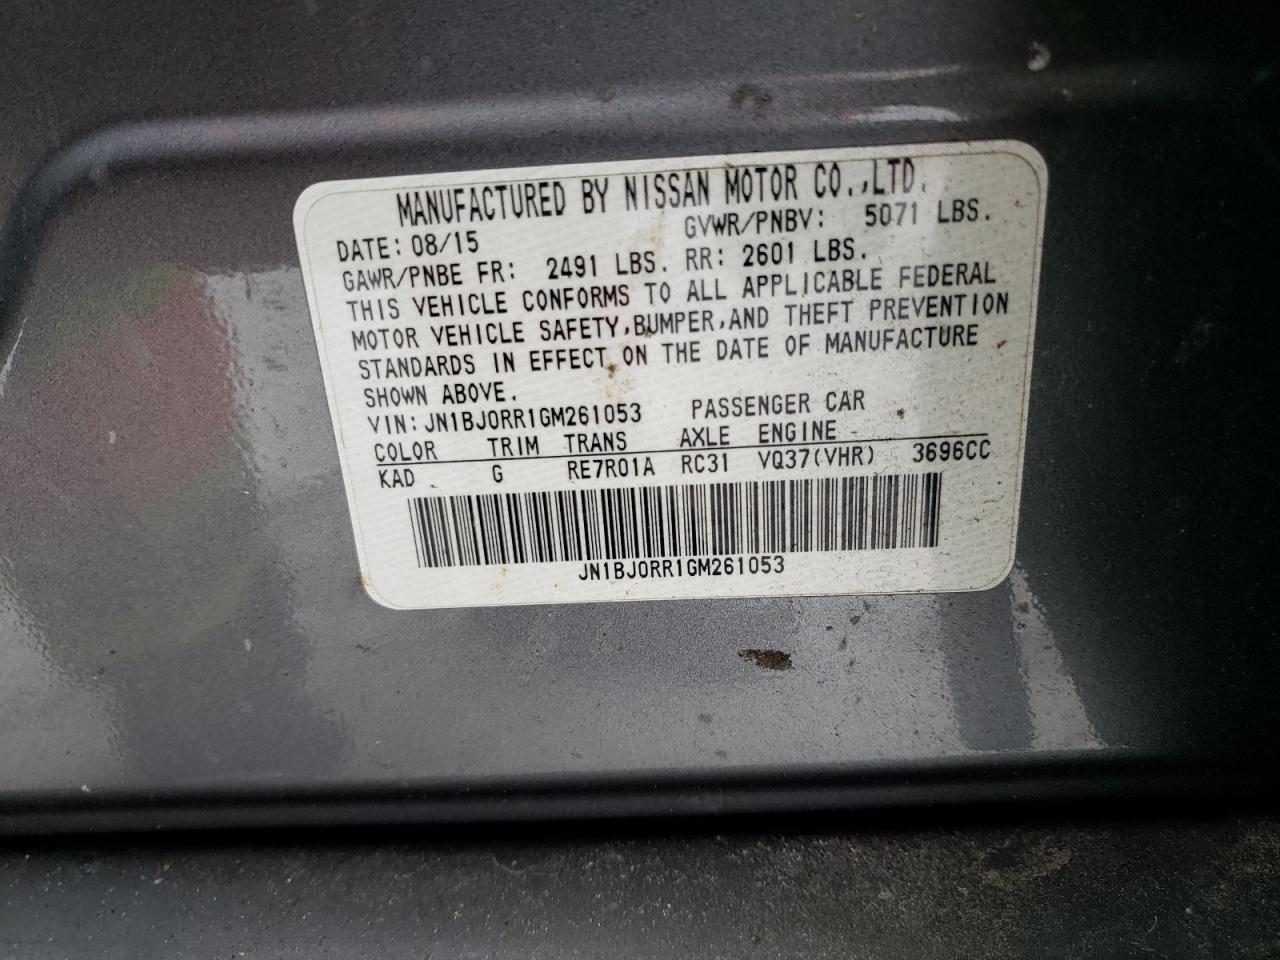 MANUFACTURED BY NISSAN MOTOR CO.,LTD.
DATE: 08/15 GVWR/PNBV: 5071 LBS.
GAWR/PNBE FR: 2491 LBS. RR: 2601 LBS.
THIS VEHICLE CONFORMS TO ALL APPLICABLE FEDERAL
MOTOR VEHICLE SAFETY,BUMPER,AND THEFT PREVENTION
STANDARDS IN EFFECT ON THE DATE OF MANUFACTURE
SHOWN ABOVE.
VIN: JN1BJ0RR1GM261053 PASSENGER CAR
COLOR TRIM TRANS AXLE ENGINE
KAD G RE7R01A RC31 VQ37(VHR) 3696CC
JN1BJ0RR1GM261053